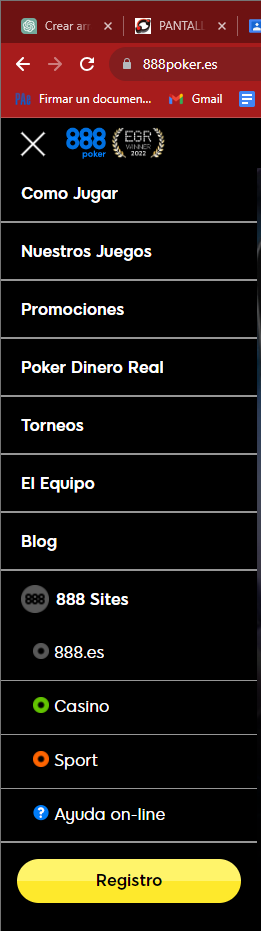 Crear an
PANTALL
888poker.es
Firmar un documen...
Gmail
888
poker
EGR
WINNER
2022
Como Jugar
Nuestros Juegos
Promociones
Poker Dinero Real
Torneos
El Equipo
Blog
888 888 Sites
888.es
Casino
Sport
? Ayuda on-line
Registro